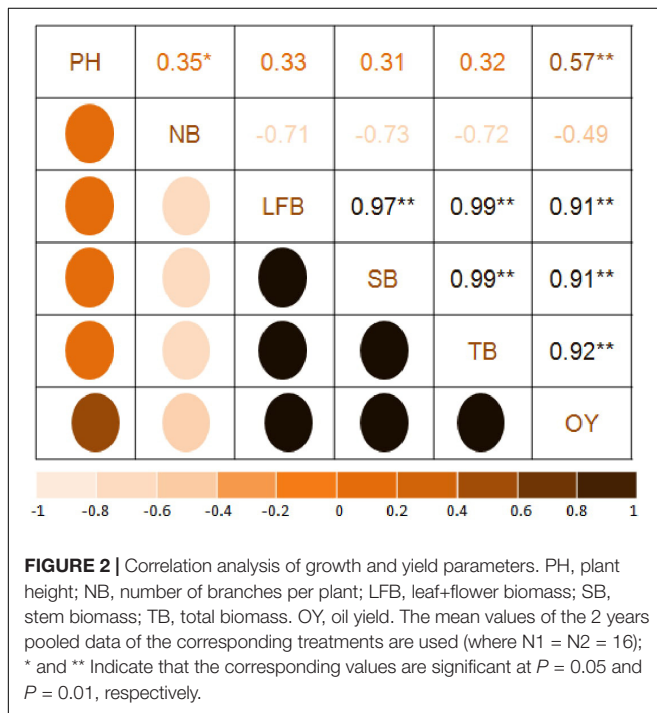 PH 0.35* 0.33 0.31 0.32 0.57**
NB -0.71 -0.73 -0.72 -0.49
LFB 0.97** 0.99** 0.91**
SB 0.99** 0.91**
TB 0.92**
OY
-1 -0.8 -0.6 -0.4 -0.2 0 0.2 0.4 0.6 0.8 1
FIGURE 2 | Correlation analysis of growth and yield parameters. PH, plant
height; NB, number of branches per plant; LFB, leaf+flower biomass; SB,
stem biomass; TB, total biomass. OY, oil yield. The mean values of the 2 years
pooled data of the corresponding treatments are used (where N1 = N2 = 16);
* and ** Indicate that the corresponding values are significant at P = 0.05 and
P = 0.01, respectively.